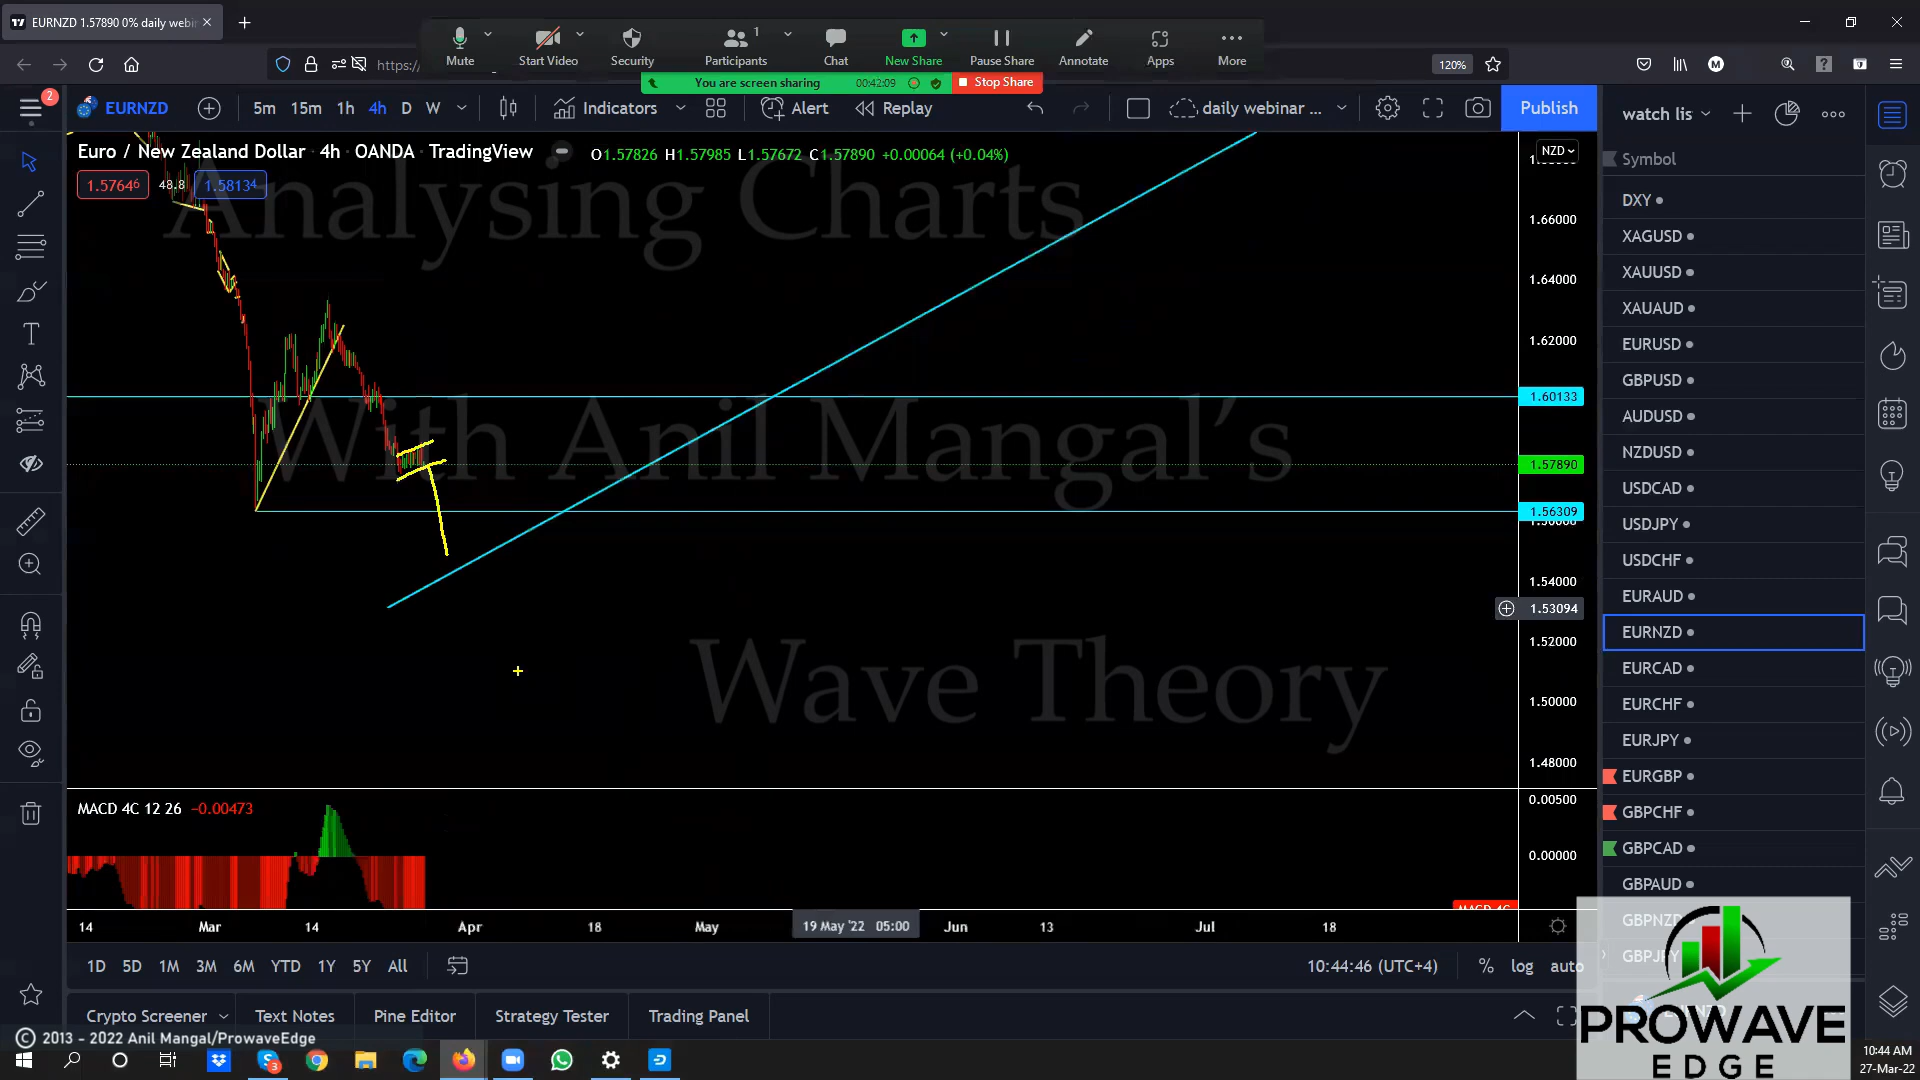 EURNZD 1.57890 0% daily webin
Mute
Start Video
Security
Participants
1
Chat
New Share
Pause Share
Annotate
Apps
More
https:/
120%
You are screen sharing
00:42:09
Stop Share
2
EURNZD
5m
15m
1h
4h
D
W
Indicators
Alert
Replay
daily webinar ...
Publish
watch lis
Euro / New Zealand Dollar · 4h · OANDA · TradingView
O1.57826 H1.57985 L1.57672 C1.57890 +0.00064 (+0.04%)
1.57646
48.8
1.58134
NZD
Analysing Charts
With Anil Mangal's
Wave Theory
1.66000
1.64000
1.62000
1.60133
1.57890
1.56309
1.54000
1.53094
1.52000
1.50000
1.48000
0.00500
0.00000
MACD 4C 12 26 −0.00473
14
Mar
14
Apr
18
May
19 May '22 05:00
Jun
13
Jul
18
1D
5D
1M
3M
6M
YTD
1Y
5Y
All
10:44:46 (UTC+4)
%
log
auto
Crypto Screener
Text Notes
Pine Editor
Strategy Tester
Trading Panel
Symbol
DXY
XAGUSD
XAUUSD
XAUAUD
EURUSD
GBPUSD
AUDUSD
NZDUSD
USDCAD
USDJPY
USDCHF
EURAUD
EURNZD
EURCAD
EURCHF
EURJPY
EURGBP
GBPCHF
GBPCAD
GBPAUD
GBPNZD
GBPJPY
PROWAVE
EDGE
© 2013 - 2022 Anil Mangal/ProwaveEdge
3
10:44 AM
27-Mar-22